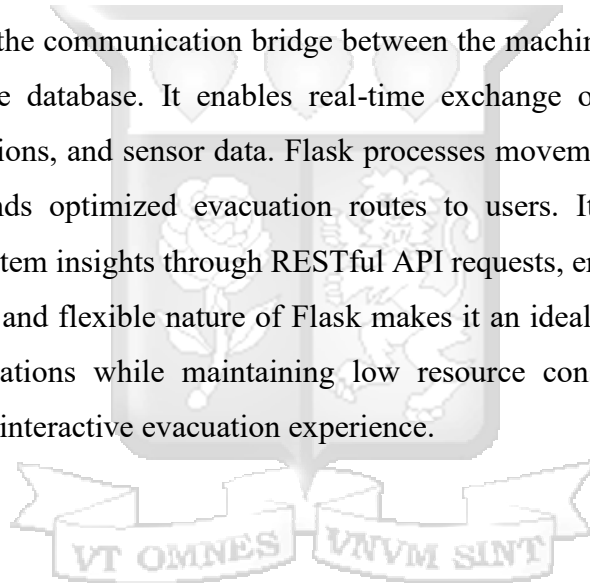 the communication bridge between the machin
e database. It enables real-time exchange o
ions, and sensor data. Flask processes movem
nds optimized evacuation routes to users. It
tem insights through RESTful API requests, en
and flexible nature of Flask makes it an ideal
ations while maintaining low resource con
interactive evacuation experience.
VT OMNES VNVM SINT